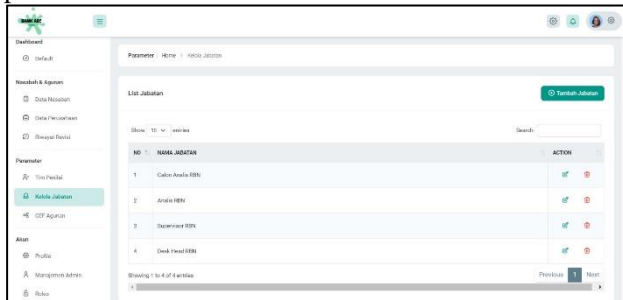 BANK ABC
Dashboard
Default
Parameter Home > Kelola Jabatan
Nasabah & Agunan
Data Nasabah
Data Perusahaan
Riwayat Revisi
List Jabatan
Tambah Jabatan
Show 10 entries
Search:
Parameter
Tim Penilai
Kelola Jabatan
CEF Agunan
NO NAMA JABATAN ACTION
1 Calon Analis RBN
2 Analis RBN
3 Supervisor RBN
4 Desk Head RBN
Showing 1 to 4 of 4 entries
Previous 1 Next
Akun
Profile
Manajemen Admin
Roles